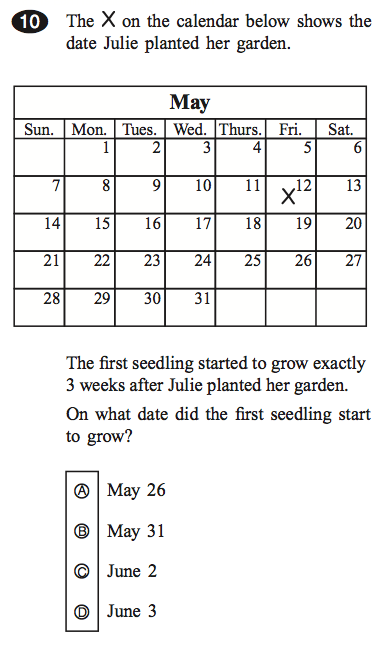 10 The X on the calendar below shows the
date Julie planted her garden.
May
Sun. Mon. Tues. Wed. Thurs. Fri. Sat.
1 2 3 4 5 6
7 8 9 10 11 X 12 13
14 15 16 17 18 19 20
21 22 23 24 25 26 27
28 29 30 31
The first seedling started to grow exactly
3 weeks after Julie planted her garden.
On what date did the first seedling start
to grow?
A May 26
B May 31
C June 2
D June 3